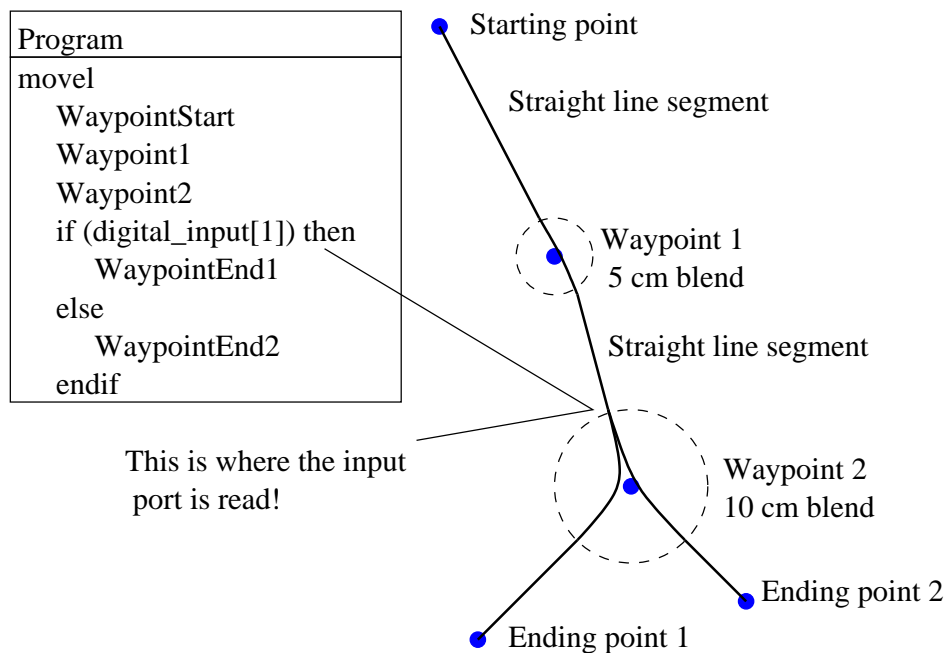 Program
movel
WaypointStart
Waypoint1
Waypoint2
if (digital_input[1]) then
WaypointEnd1
else
WaypointEnd2
endif
Starting point
Straight line segment
Waypoint 1
5 cm blend
Straight line segment
This is where the input
port is read!
Waypoint 2
10 cm blend
Ending point 2
Ending point 1